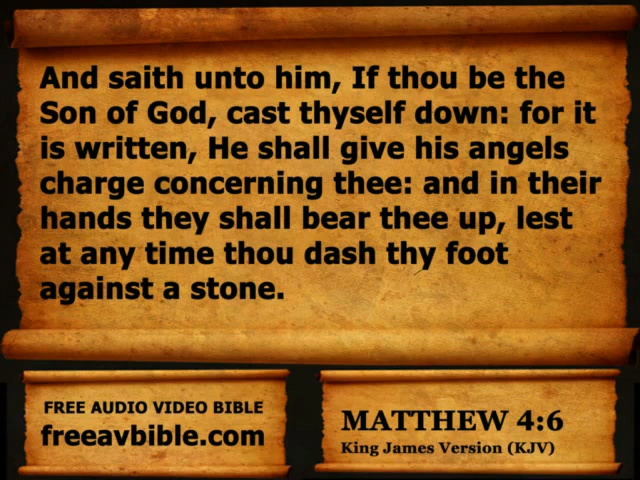 And saith unto him, If thou be the
Son of God, cast thyself down: for it
is written, He shall give his angels
charge concerning thee: and in their
hands they shall bear thee up, lest
at any time thou dash thy foot
against a stone.
FREE AUDIO VIDEO BIBLE
freeavbible.com
MATTHEW 4:6
King James Version (KJV)